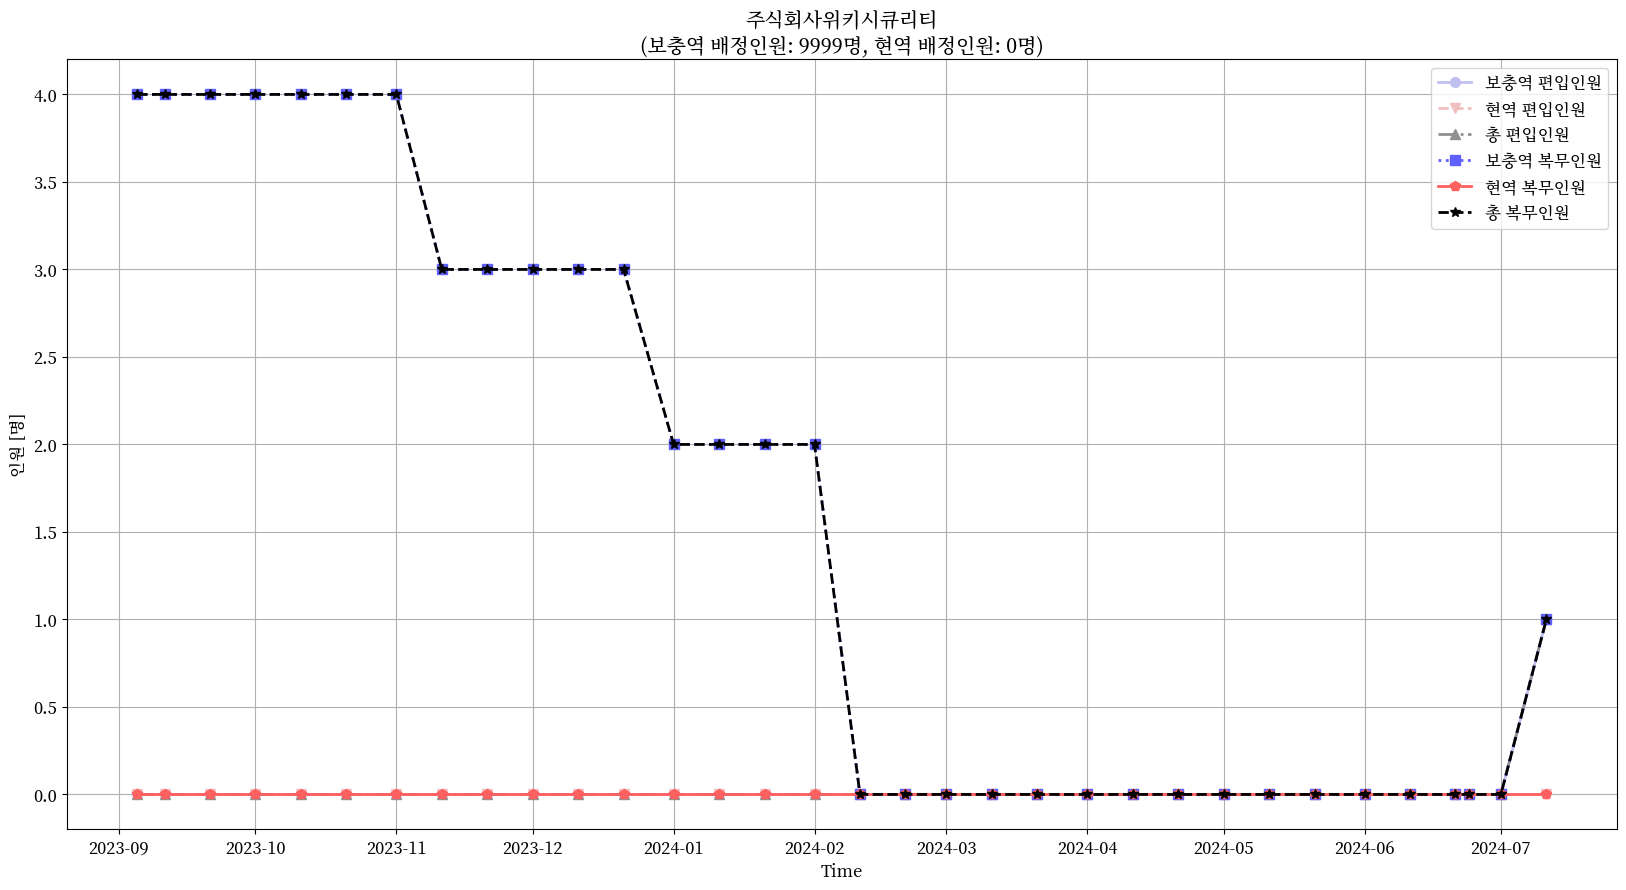 주식회사위키시큐리티
(보충역 배정인원: 9999명, 현역 배정인원: 0명)
보충역 편입인원
현역 편입인원
총 편입인원
보충역 복무인원
현역 복무인원
총 복무인원
인원 [명]
4.0
3.5
3.0
2.5
2.0
1.5
1.0
0.5
0.0
2023-09 2023-10 2023-11 2023-12 2024-01 2024-02 2024-03 2024-04 2024-05 2024-06 2024-07
Time